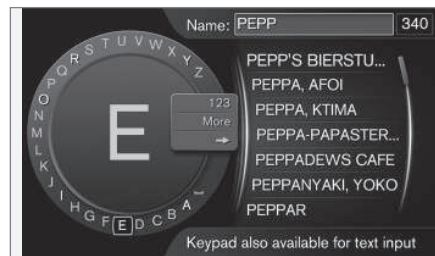 Name: PEPP 340
S T U V W X Y Z
R
Q
P
O
N
M
L
K
J
I
H G F E D C B A
E
123
More
PEPP'S BIERSTU...
PEPPA, AFOI
PEPPA, KTIMA
PEPPA-PAPASTER...
PEPPADEWS CAFE
PEPPANYAKI, YOKO
PEPPAR
Keypad also available for text input